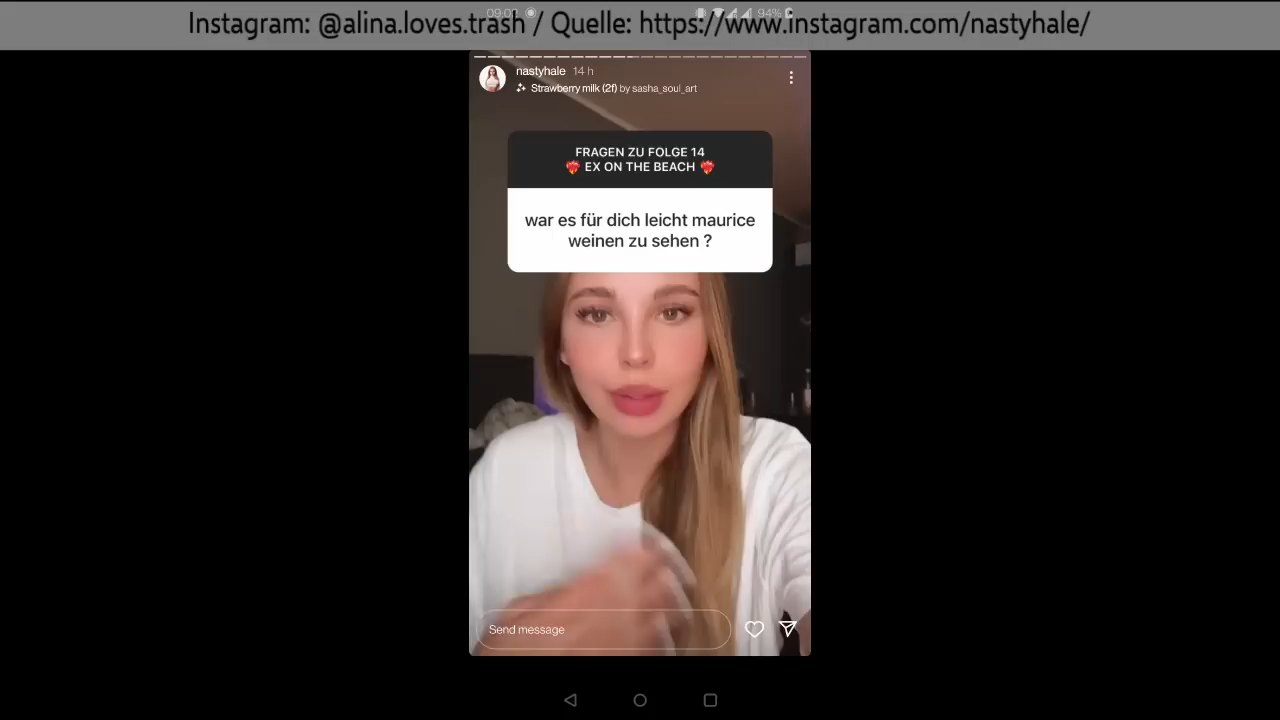 Instagram: @alina.loves.trash / Quelle: https://www.instagram.com/nastyhale/
94%
nastyhale 14 h
Strawberry milk (2f) by sasha_soul_art
FRAGEN ZU FOLGE 14
❤️‍🔥 EX ON THE BEACH ❤️‍🔥
war es für dich leicht maurice
weinen zu sehen ?
Send message